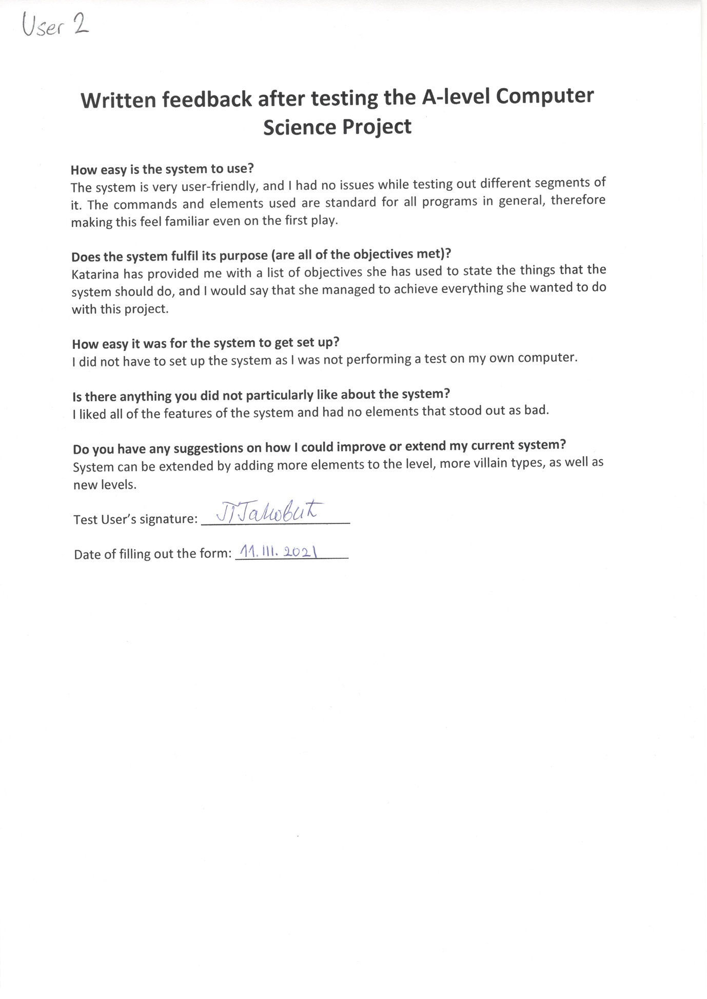 User 2
Written feedback after testing the A-level Computer
Science Project
How easy is the system to use?
The system is very user-friendly, and I had no issues while testing out different segments of
it. The commands and elements used are standard for all programs in general, therefore
making this feel familiar even on the first play.
Does the system fulfil its purpose (are all of the objectives met)?
Katarina has provided me with a list of objectives she has used to state the things that the
system should do, and I would say that she managed to achieve everything she wanted to do
with this project.
How easy it was for the system to get set up?
I did not have to set up the system as I was not performing a test on my own computer.
Is there anything you did not particularly like about the system?
I liked all of the features of the system and had no elements that stood out as bad.
Do you have any suggestions on how I could improve or extend my current system?
System can be extended by adding more elements to the level, more villain types, as well as
new levels.
Test User's signature:
Date of filling out the form: 11. III. 2021